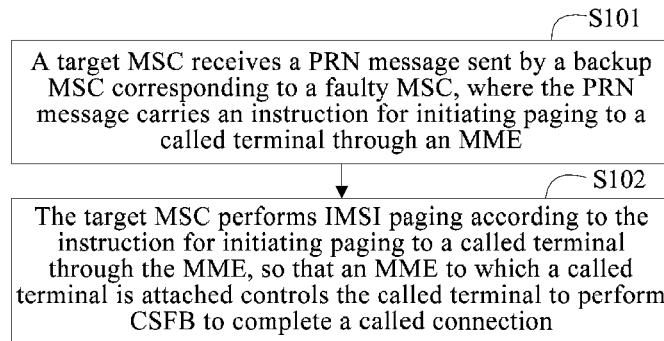 S101
A target MSC receives a PRN message sent by a backup
MSC corresponding to a faulty MSC, where the PRN
message carries an instruction for initiating paging to a
called terminal through an MME
S102
The target MSC performs IMSI paging according to the
instruction for initiating paging to a called terminal
through the MME, so that an MME to which a called
terminal is attached controls the called terminal to perform
CSFB to complete a called connection